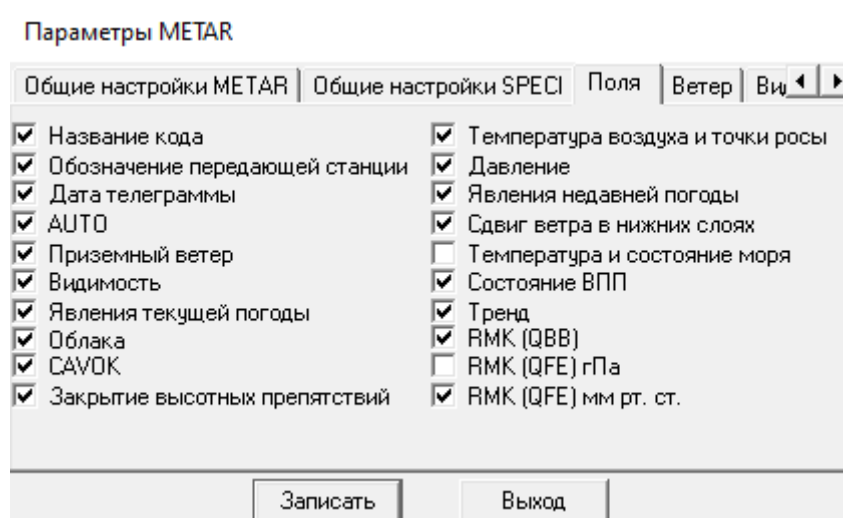 Параметры METAR
Общие настройки METAR Общие настройки SPECI Поля Ветер
Название кода
Обозначение передающей станции
Дата телеграммы
AUTO
Приземный ветер
Видимость
Явления текущей погоды
Облака
CAVOK
Закрытие высотных препятствий
Температура воздуха и точки росы
Давление
Явления недавней погоды
Сдвиг ветра в нижних слоях
Температура и состояние моря
Состояние ВПП
Тренд
RMK (QBB)
RMK (QFE) гПа
RMK (QFE) мм рт. ст.
Записать Выход